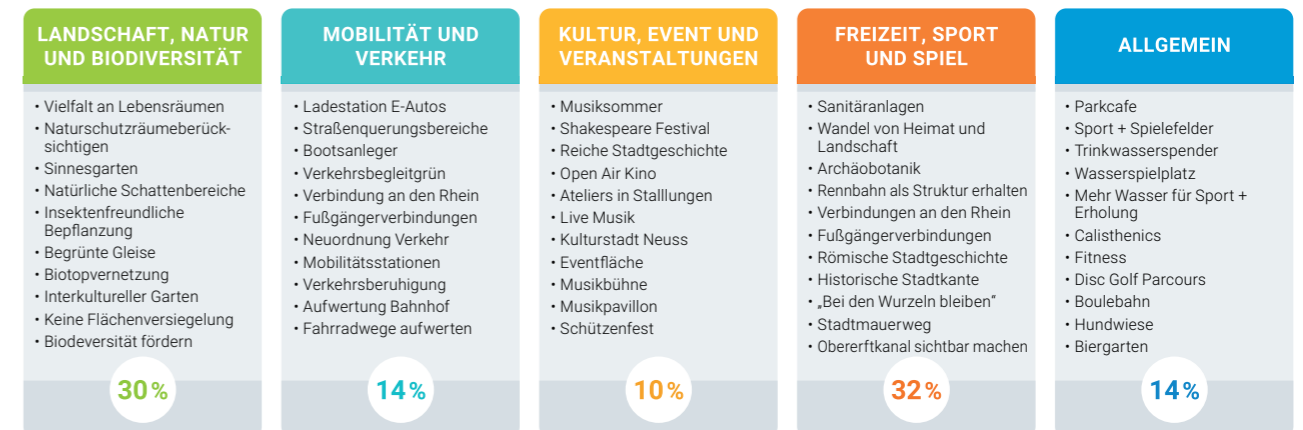 LANDSCHAFT, NATUR
UND BIODIVERSITÄT
• Vielfalt an Lebensräumen
• Naturschutzräumeberück-
sichtigen
• Sinnesgarten
• Natürliche Schattenbereiche
• Insektenfreundliche
Bepflanzung
• Begrünte Gleise
• Biotopvernetzung
• Interkultureller Garten
• Keine Flächenversiegelung
• Biodeversität fördern
30%
MOBILITÄT UND
VERKEHR
• Ladestation E-Autos
• Straßenquerungsbereiche
• Bootsanleger
• Verkehrsbegleitgrün
• Verbindung an den Rhein
• Fußgängerverbindungen
• Neuordnung Verkehr
• Mobilitätsstationen
• Verkehrsberuhigung
• Aufwertung Bahnhof
• Fahrradwege aufwerten
14%
KULTUR, EVENT UND
VERANSTALTUNGEN
• Musiksommer
• Shakespeare Festival
• Reiche Stadtgeschichte
• Open Air Kino
• Ateliers in Stalllungen
• Live Musik
• Kulturstadt Neuss
• Eventfläche
• Musikbühne
• Musikpavillon
• Schützenfest
10%
FREIZEIT, SPORT
UND SPIEL
• Sanitäranlagen
• Wandel von Heimat und
Landschaft
• Archäobotanik
• Rennbahn als Struktur erhalten
• Verbindungen an den Rhein
• Fußgängerverbindungen
• Römische Stadtgeschichte
• Historische Stadtkante
• „Bei den Wurzeln bleiben“
• Stadtmauerweg
• Obererftkanal sichtbar machen
32%
ALLGEMEIN
• Parkcafe
• Sport + Spielefelder
• Trinkwasserspender
• Wasserspielplatz
• Mehr Wasser für Sport +
Erholung
• Calisthenics
• Fitness
• Disc Golf Parcours
• Boulebahn
• Hundwiese
• Biergarten
14%